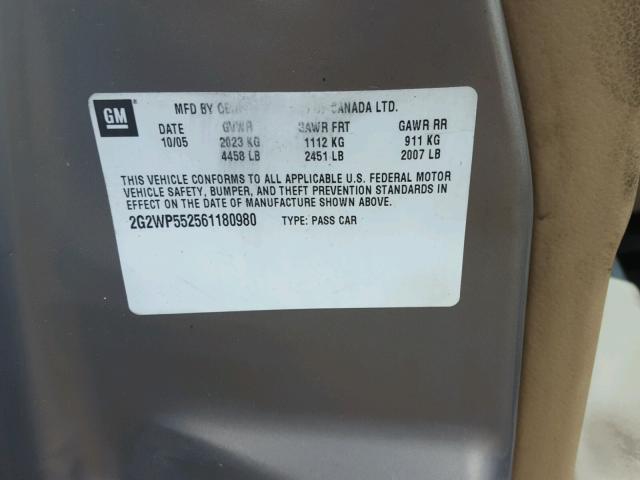 GM
MFD BY OF CANADA LTD.
DATE GVWR GAWR FRT GAWR RR
10/05 2023 KG 1112 KG 911 KG
4458 LB 2451 LB 2007 LB
THIS VEHICLE CONFORMS TO ALL APPLICABLE U.S. FEDERAL MOTOR
VEHICLE SAFETY, BUMPER, AND THEFT PREVENTION STANDARDS IN
EFFECT ON THE DATE OF MANUFACTURE SHOWN ABOVE.
2G2WP552561180980 TYPE: PASS CAR